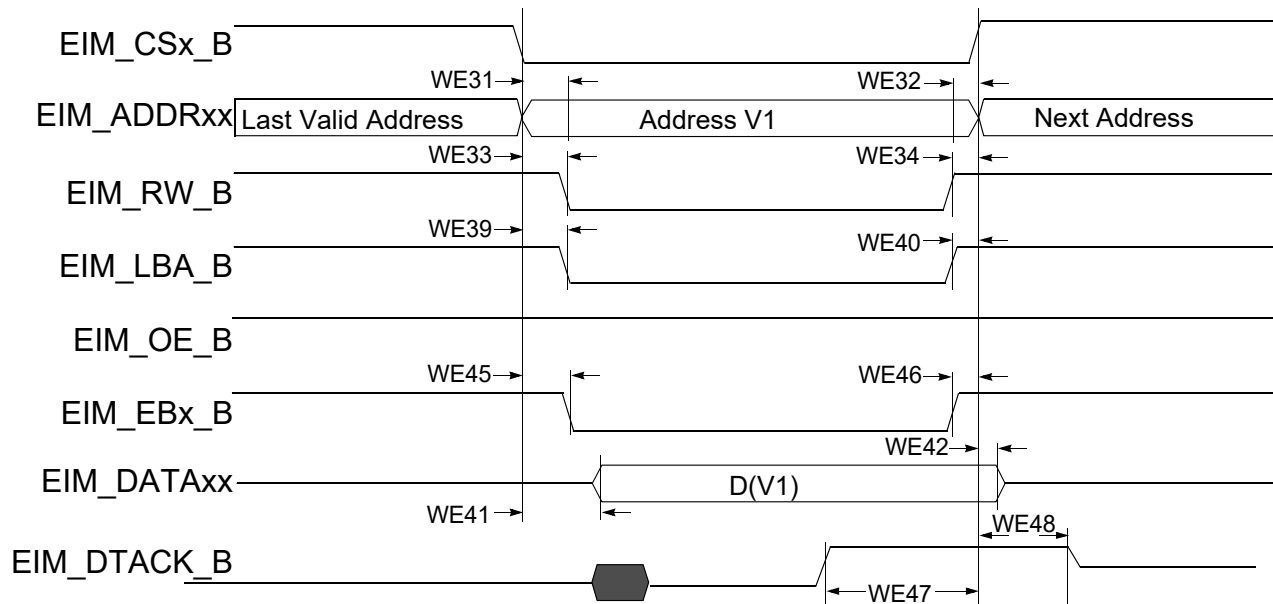 EIM_CSx_B
WE31
WE32
EIM_ADDRxx
Last Valid Address
Address V1
Next Address
WE33
WE34
EIM_RW_B
WE39
WE40
EIM_LBA_B
EIM_OE_B
WE45
WE46
EIM_EBx_B
WE42
EIM_DATAxx
D(V1)
WE41
WE48
EIM_DTACK_B
WE47